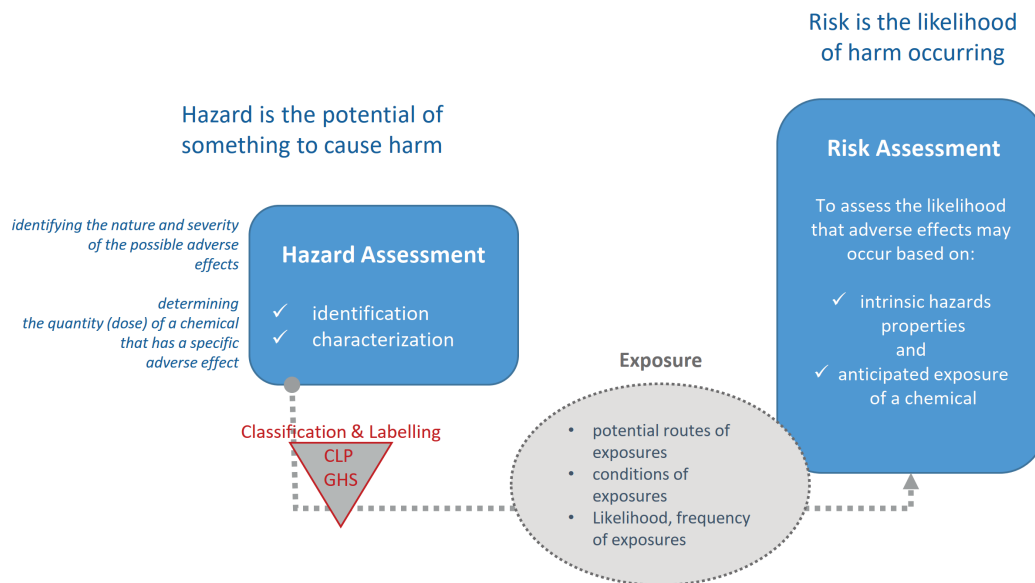 Risk is the likelihood
of harm occurring
Hazard is the potential of
something to cause harm
identifying the nature and severity
of the possible adverse
effects
determining
the quantity (dose) of a chemical
that has a specific
adverse effect
Hazard Assessment
✓ identification
✓ characterization
Classification & Labelling
CLP
GHS
Exposure
• potential routes of
exposures
• conditions of
exposures
• Likelihood, frequency
of exposures
Risk Assessment
To assess the likelihood
that adverse effects may
occur based on:
✓ intrinsic hazards
properties
and
✓ anticipated exposure
of a chemical